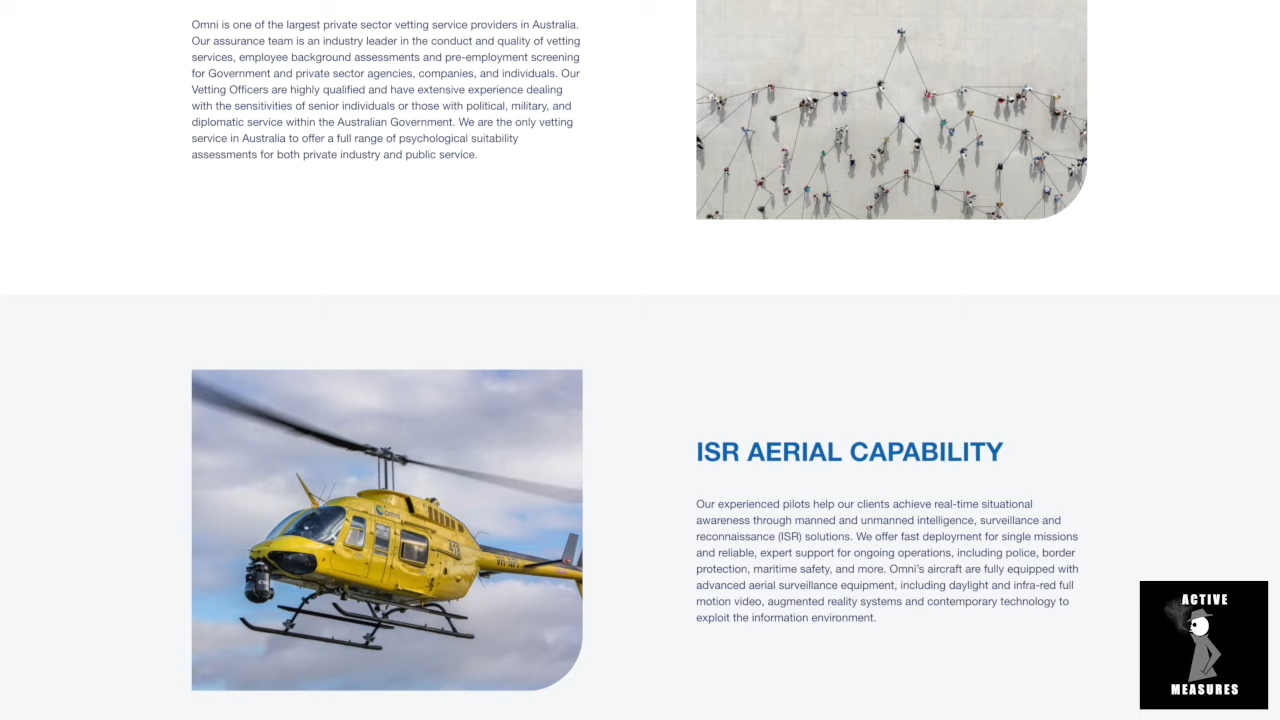 Omni is one of the largest private sector vetting service providers in Australia.
Our assurance team is an industry leader in the conduct and quality of vetting
services, employee background assessments and pre-employment screening
for Government and private sector agencies, companies, and individuals. Our
Vetting Officers are highly qualified and have extensive experience dealing
with the sensitivities of senior individuals or those with political, military, and
diplomatic service within the Australian Government. We are the only vetting
service in Australia to offer a full range of psychological suitability
assessments for both private industry and public service.
ISR AERIAL CAPABILITY
Our experienced pilots help our clients achieve real-time situational
awareness through manned and unmanned intelligence, surveillance and
reconnaissance (ISR) solutions. We offer fast deployment for single missions
and reliable, expert support for ongoing operations, including police, border
protection, maritime safety, and more. Omni’s aircraft are fully equipped with
advanced aerial surveillance equipment, including daylight and infra-red full
motion video, augmented reality systems and contemporary technology to
exploit the information environment.
ACTIVE
MEASURES